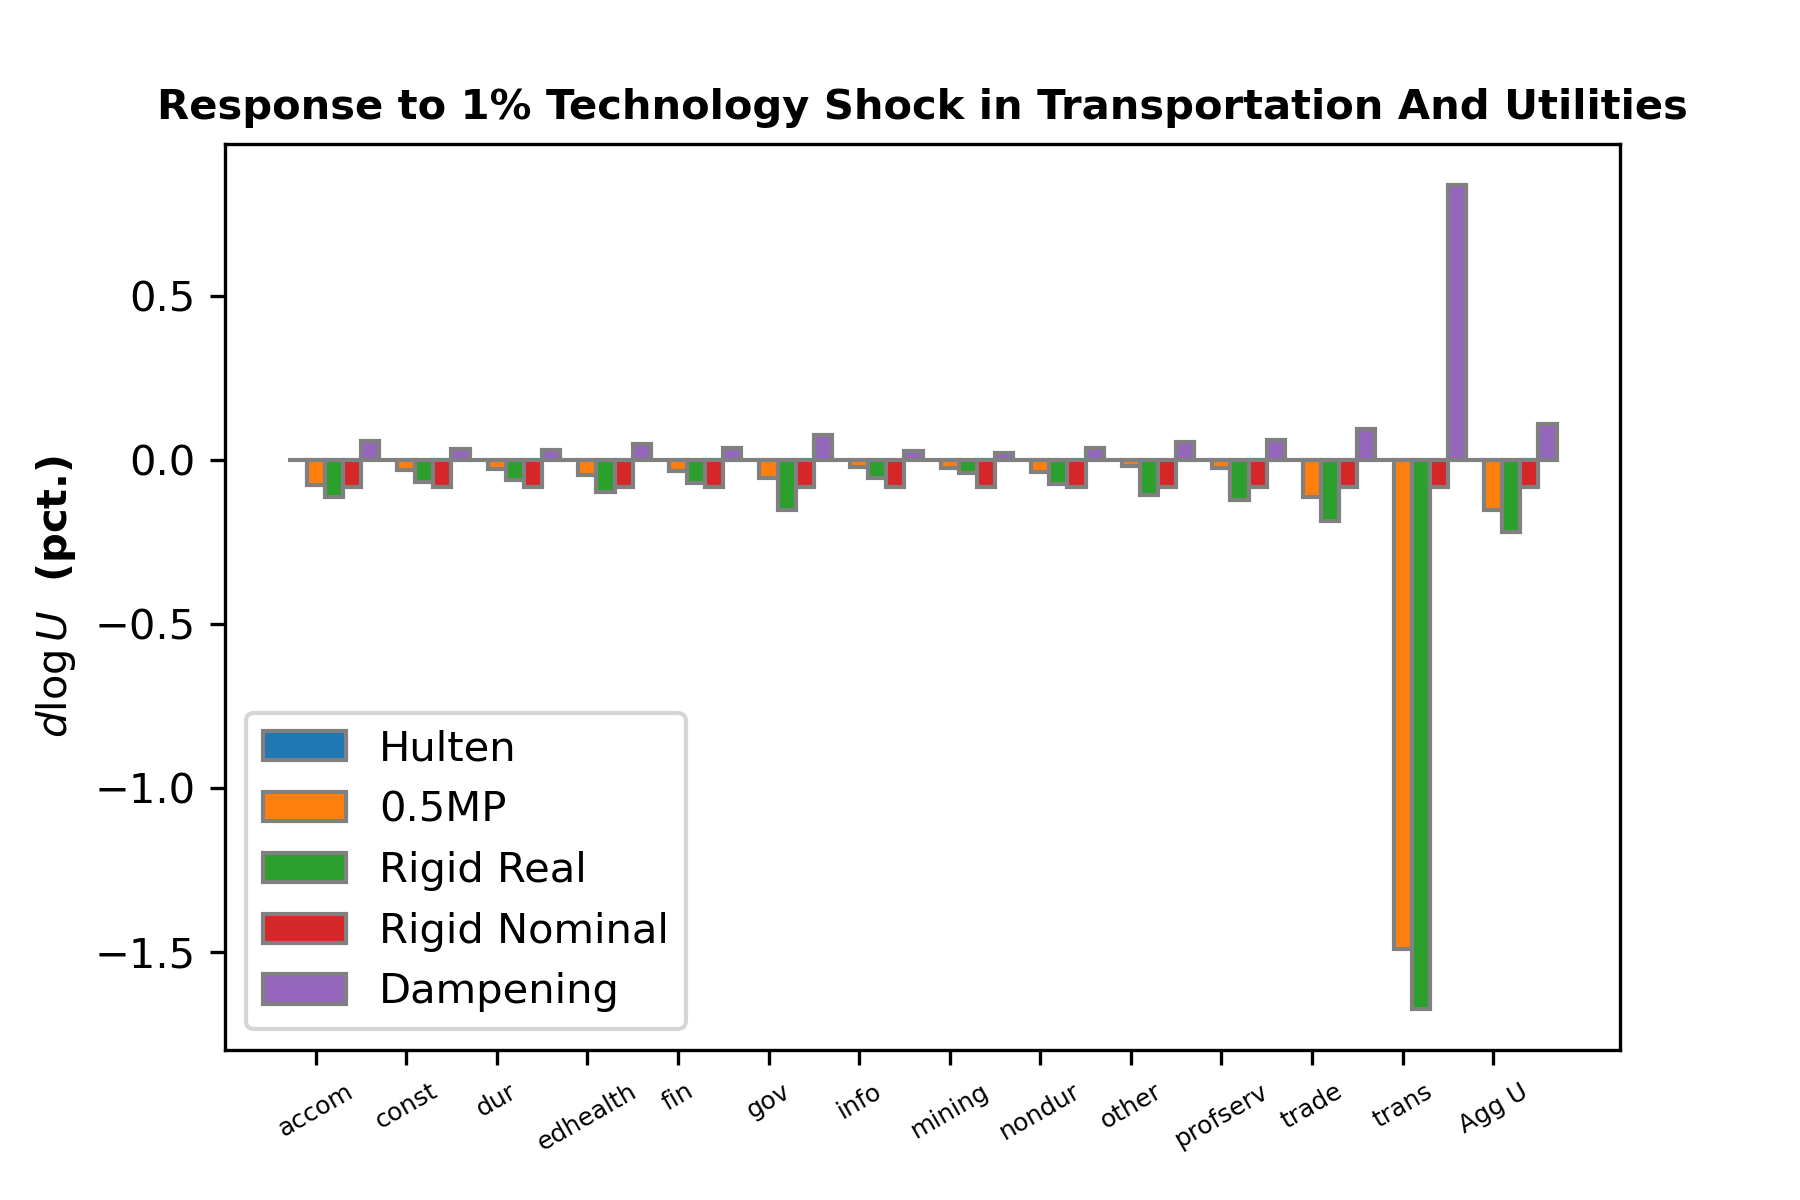 Response to 1% Technology Shock in Transportation And Utilities
dlog U (pct.)
0.5
0.0
−0.5
−1.0
−1.5
Hulten
0.5MP
Rigid Real
Rigid Nominal
Dampening
accom const dur edhealth fin gov info mining nondur other profserv trade trans Agg U